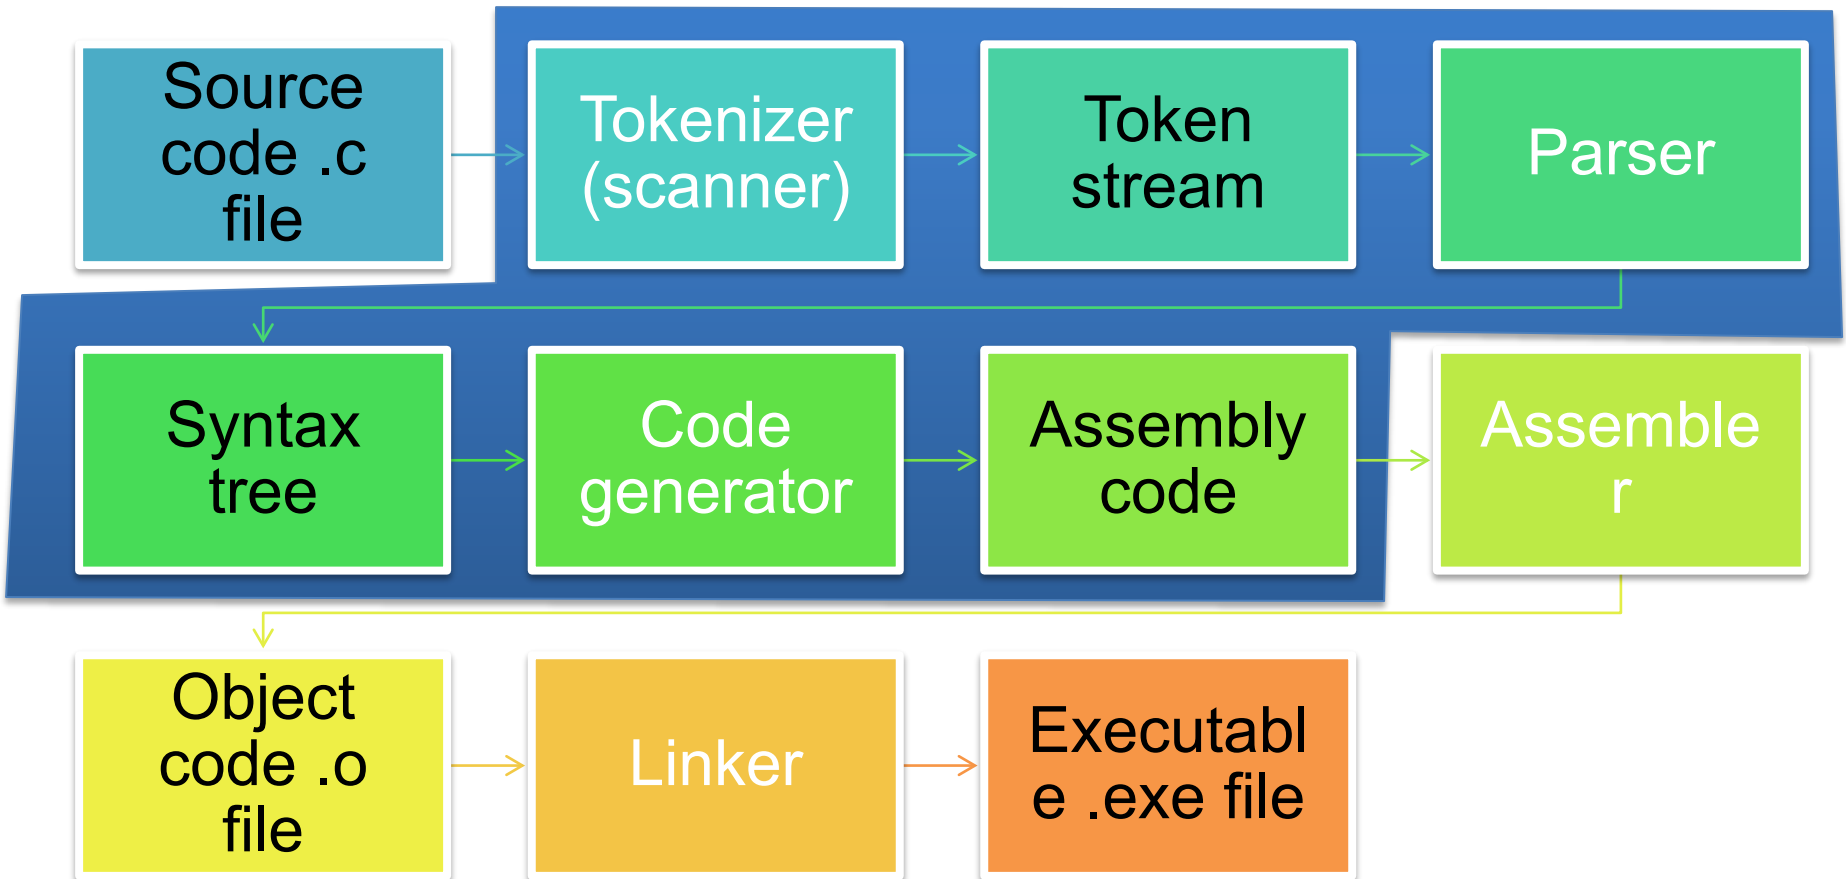 Source
code .c
file
Tokenizer
(scanner)
Token
stream
Parser
Syntax
tree
Code
generator
Assembly
code
Assemble
r
Object
code .o
file
Linker
Executabl
e .exe file